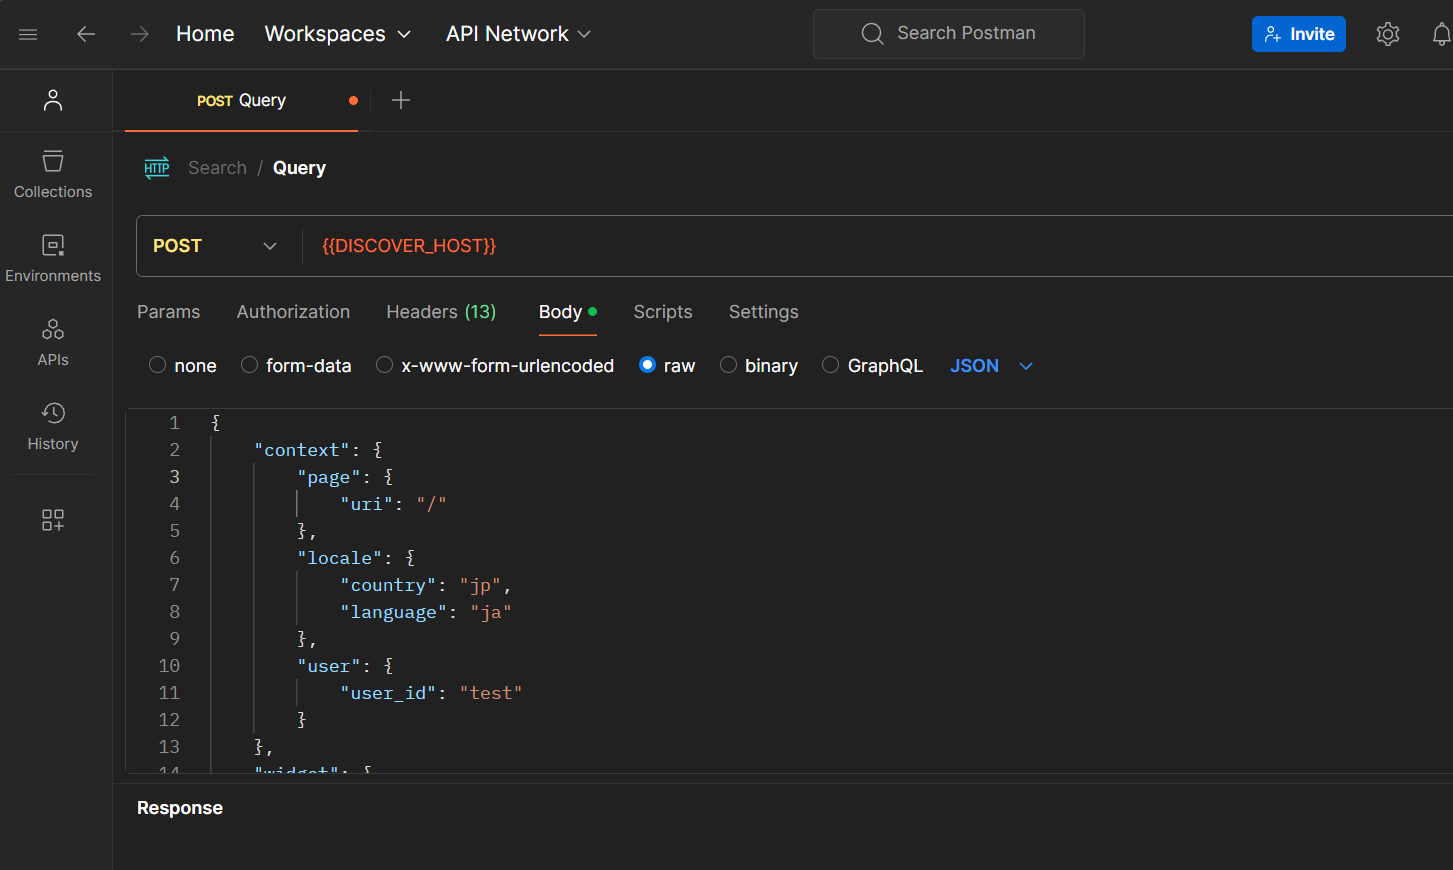 Home Workspaces API Network Search Postman Invite
POST Query
HTTP Search / Query
Collections
Environments
APIs
History
POST {{DISCOVER_HOST}}
Params Authorization Headers (13) Body Scripts Settings
none form-data x-www-form-urlencoded raw binary GraphQL JSON
1 {
2 "context": {
3 "page": {
4 "uri": "/"
5 },
6 "locale": {
7 "country": "jp",
8 "language": "ja"
9 },
10 "user": {
11 "user_id": "test"
12 }
13 },
14 "widget": {
Response